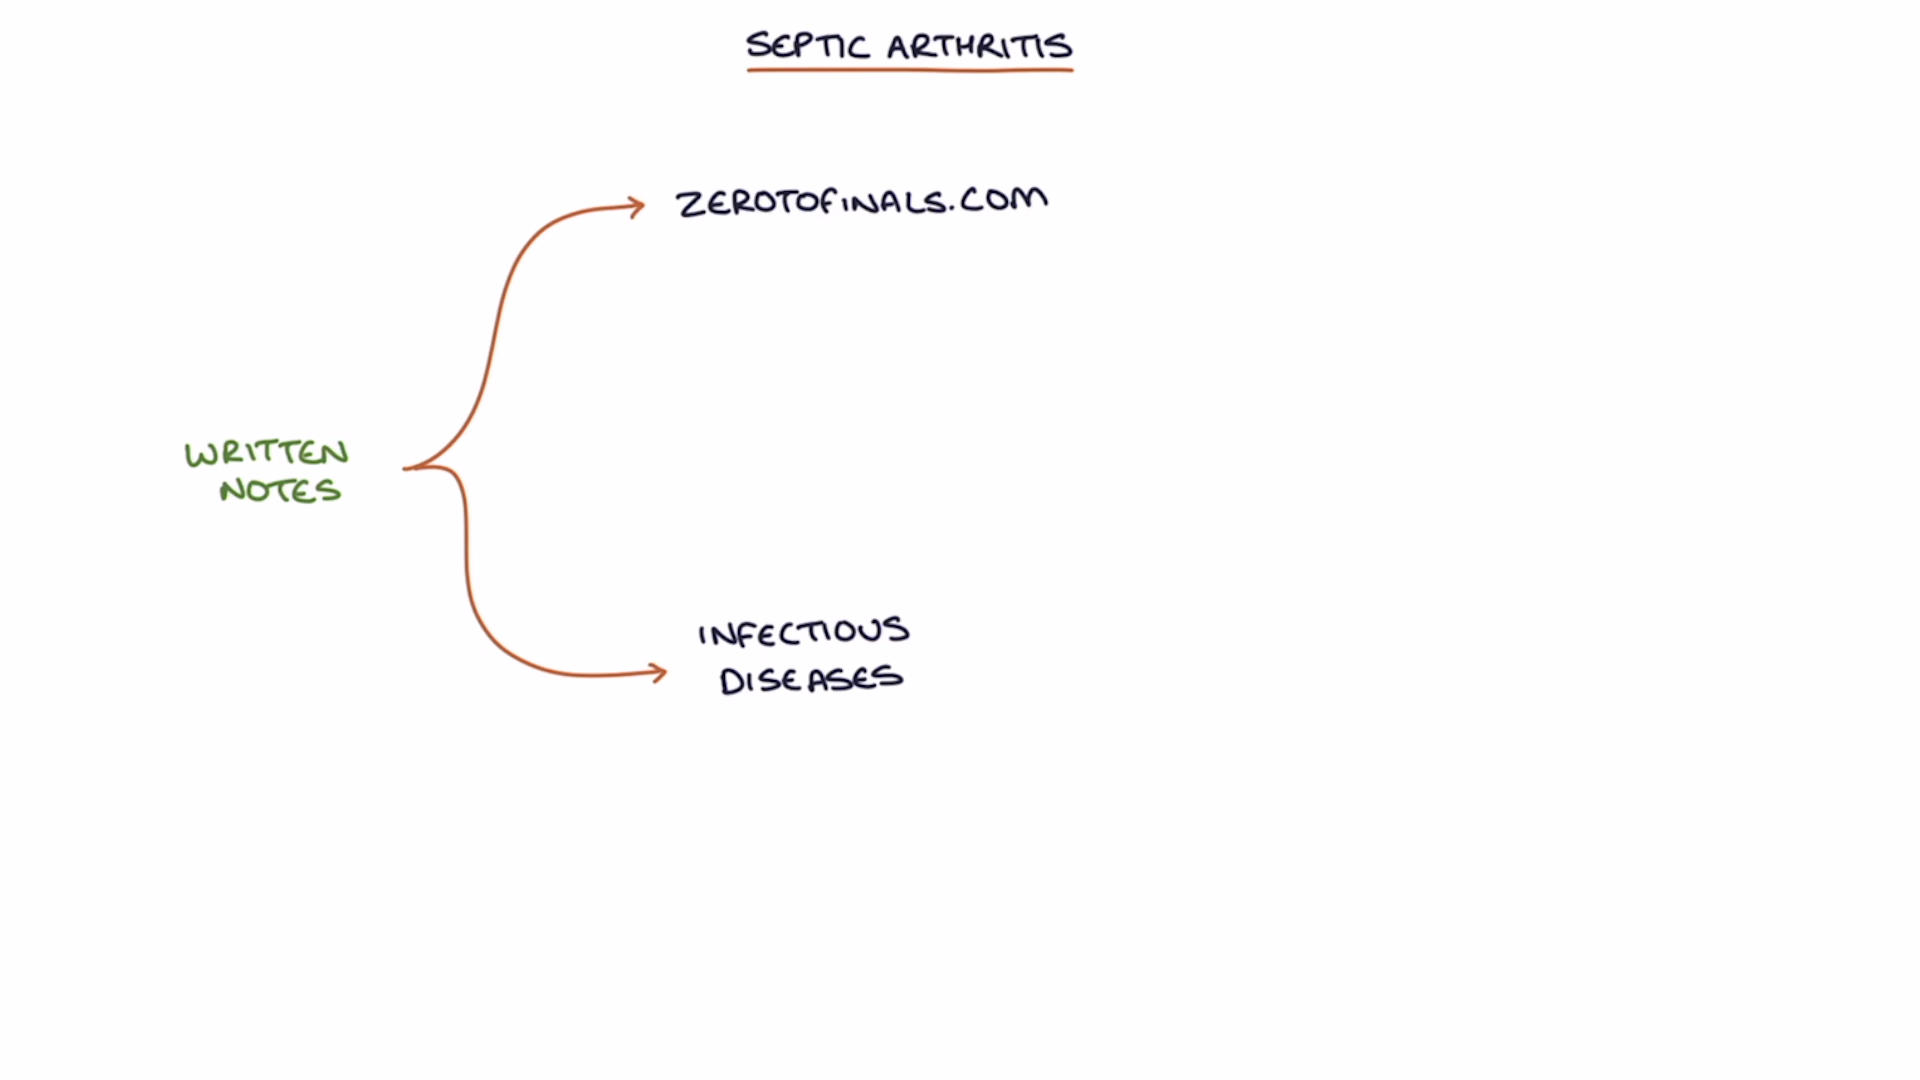 SEPTIC ARTHRITIS
ZEROTOFINALS.COM
WRITTEN
NOTES
INFECTIOUS
DISEASES